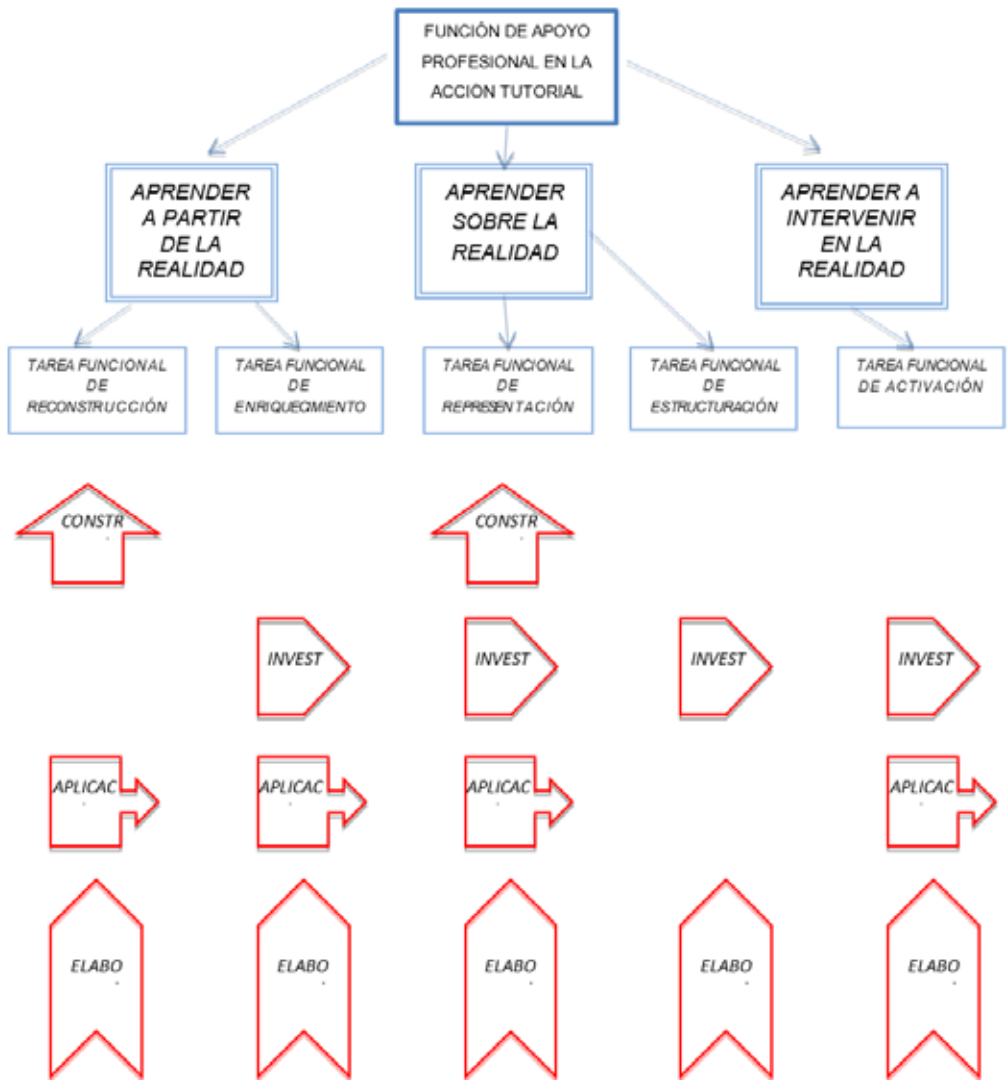 FUNCIÓN DE APOYO
PROFESIONAL EN LA
ACCIÓN TUTORIAL
APRENDER
A PARTIR
DE LA
REALIDAD
APRENDER
SOBRE LA
REALIDAD
APRENDER A
INTERVENIR
EN LA
REALIDAD
TAREA FUNCIONAL
DE
RECONSTRUCCIÓN
TAREA FUNCIONAL
DE
ENRIQUECIMIENTO
TAREA FUNCIONAL
DE
REPRESENTACIÓN
TAREA FUNCIONAL
DE
ESTRUCTURACIÓN
TAREA FUNCIONAL
DE ACTIVACIÓN
CONSTR
.
CONSTR
.
INVEST
INVEST
INVEST
INVEST
APLICAC
.
APLICAC
.
APLICAC
.
APLICAC
.
ELABO
.
ELABO
.
ELABO
.
ELABO
.
ELABO
.